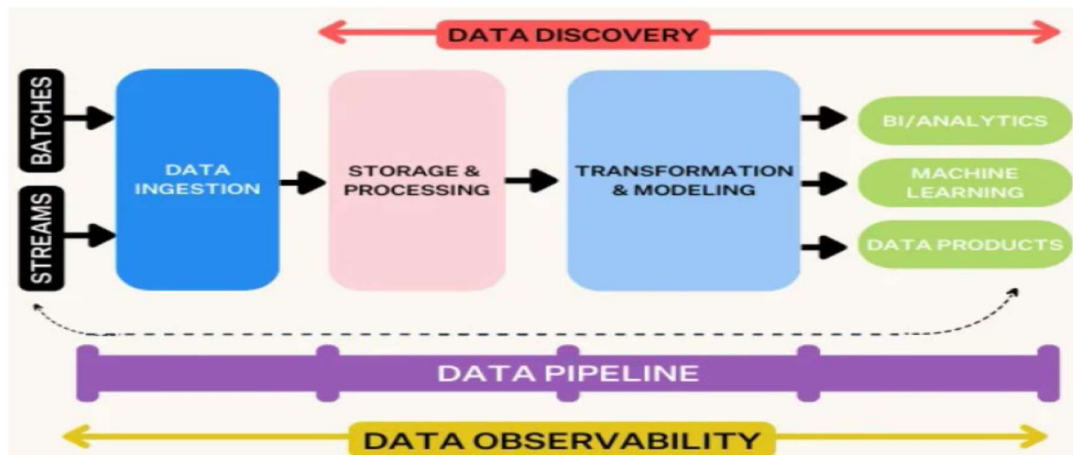 DATA DISCOVERY
BATCHES
STREAMS
DATA
INGESTION
STORAGE &
PROCESSING
TRANSFORMATION
& MODELING
BI/ANALYTICS
MACHINE
LEARNING
DATA PRODUCTS
DATA PIPELINE
DATA OBSERVABILITY